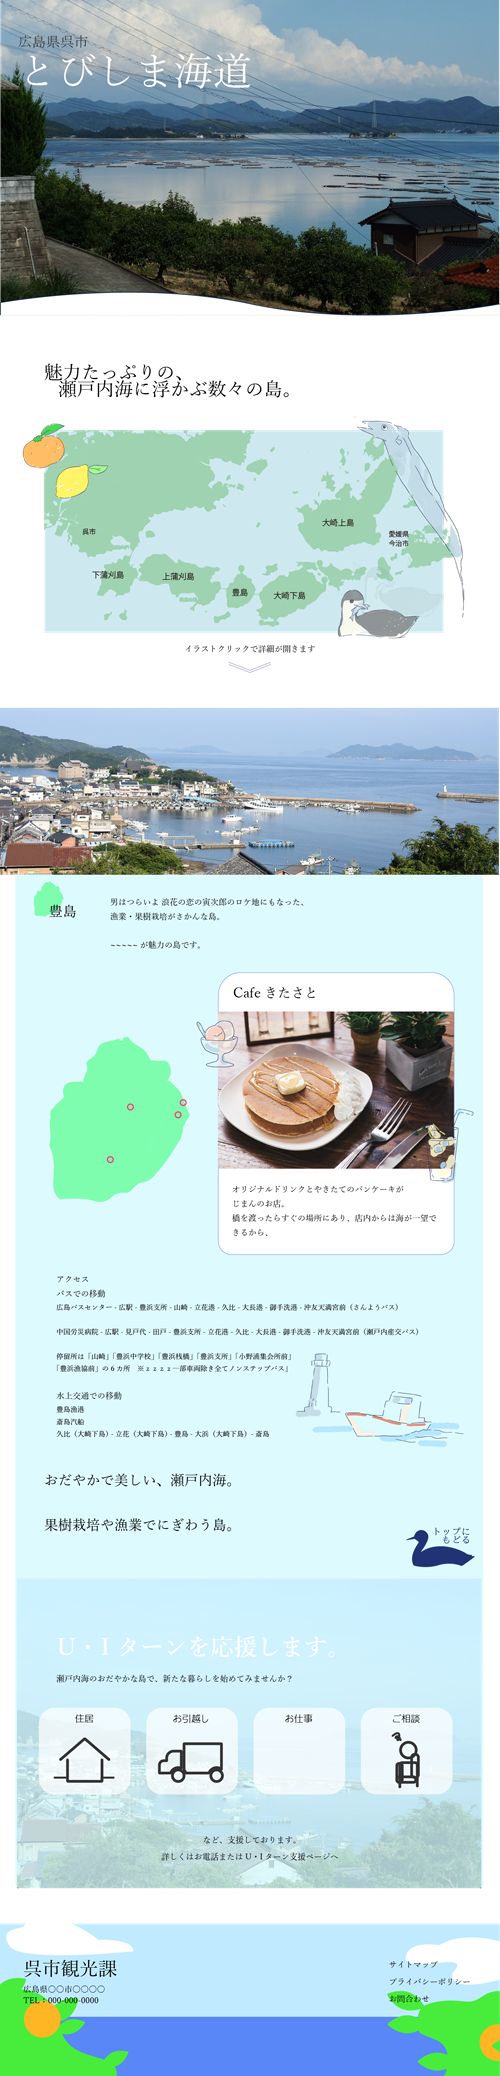 広島県呉市
とびしま海道
魅力たっぷりの、
瀬戸内海に浮かぶ数々の島。
呉市
下蒲刈島
上蒲刈島
豊島
大崎下島
大崎上島
愛媛県
今治市
イラストクリックで詳細が開きます
豊島
男はつらいよ 浪花の恋の寅次郎のロケ地にもなった、
漁業・果樹栽培がさかんな島。
~~~~~ が魅力の島です。
Cafe きたさと
オリジナルドリンクとやきたてのパンケーキが
じまんのお店。
橋を渡ったらすぐの場所にあり、店内からは海が一望で
きるから、
アクセス
バスでの移動
広島バスセンター - 広駅 - 豊浜支所 - 山崎 - 立花港 - 久比 - 大長港 - 御手洗港 - 沖友天満宮前（さんようバス）
中国労災病院 - 広駅 - 見戸代 - 田戸 - 豊浜支所 - 立花港 - 久比 - 大長港 - 御手洗港 - 沖友天満宮前（瀬戸内産交バス）
停留所は「山崎」「豊浜中学校」「豊浜桟橋」「豊浜支所」「小野浦集会所前」
「豊浜漁協前」の６カ所　※ｚｚｚｚ一部車両除き全てノンステップバス」
水上交通での移動
豊島漁港
斎島汽船
久比（大崎下島）- 立花（大崎下島）- 豊島 - 大浜（大崎下島）- 斎島
おだやかで美しい、瀬戸内海。
果樹栽培や漁業でにぎわう島。
トップに
もどる
U・I ターンを応援します。
瀬戸内海のおだやかな島で、新たな暮らしを始めてみませんか？
住居
お引越し
お仕事
ご相談
など、支援しております。
詳しくはお電話または U・I ターン支援ページへ
呉市観光課
広島県〇〇市〇〇〇〇
TEL：000-000-0000
サイトマップ
プライバシーポリシー
お問合わせ